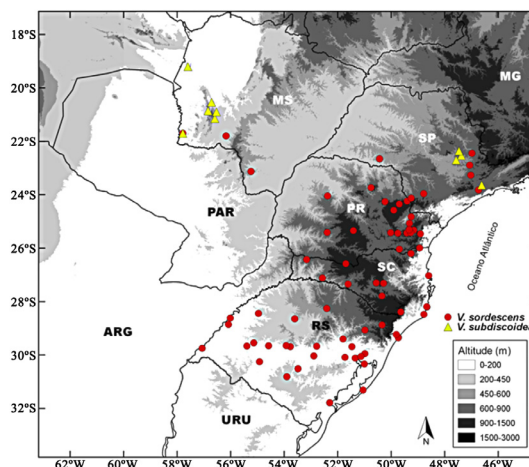 18°S
20°S
22°S
24°S
26°S
28°S
30°S
32°S
MG
MS
SP
PAR
PR
SC
ARG
RS
URU
Oceano Atlântico
V. sordescens
V. subdiscoidea
Altitude (m)
0-200
200-450
450-600
600-900
900-1500
1500-3000
N
62°W 60°W 58°W 56°W 54°W 52°W 50°W 48°W 46°W